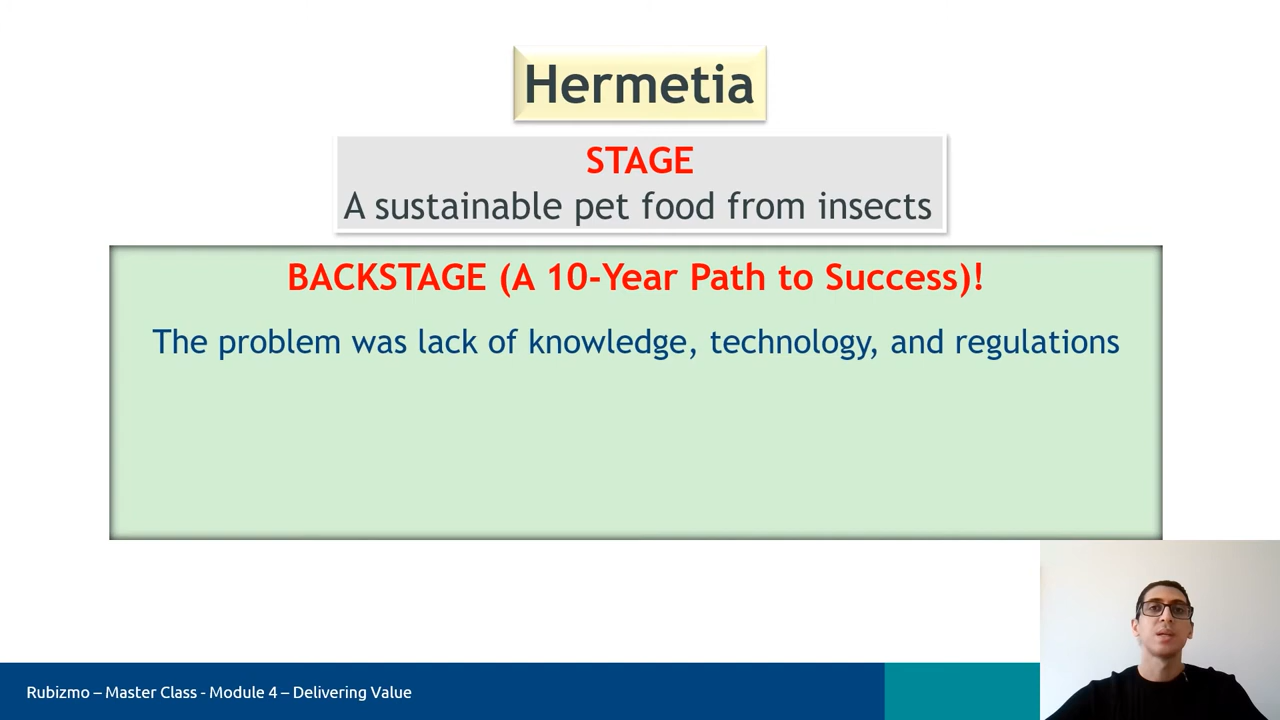 Hermetia
STAGE
A sustainable pet food from insects
BACKSTAGE (A 10-Year Path to Success)!
The problem was lack of knowledge, technology, and regulations
Rubizmo – Master Class - Module 4 – Delivering Value